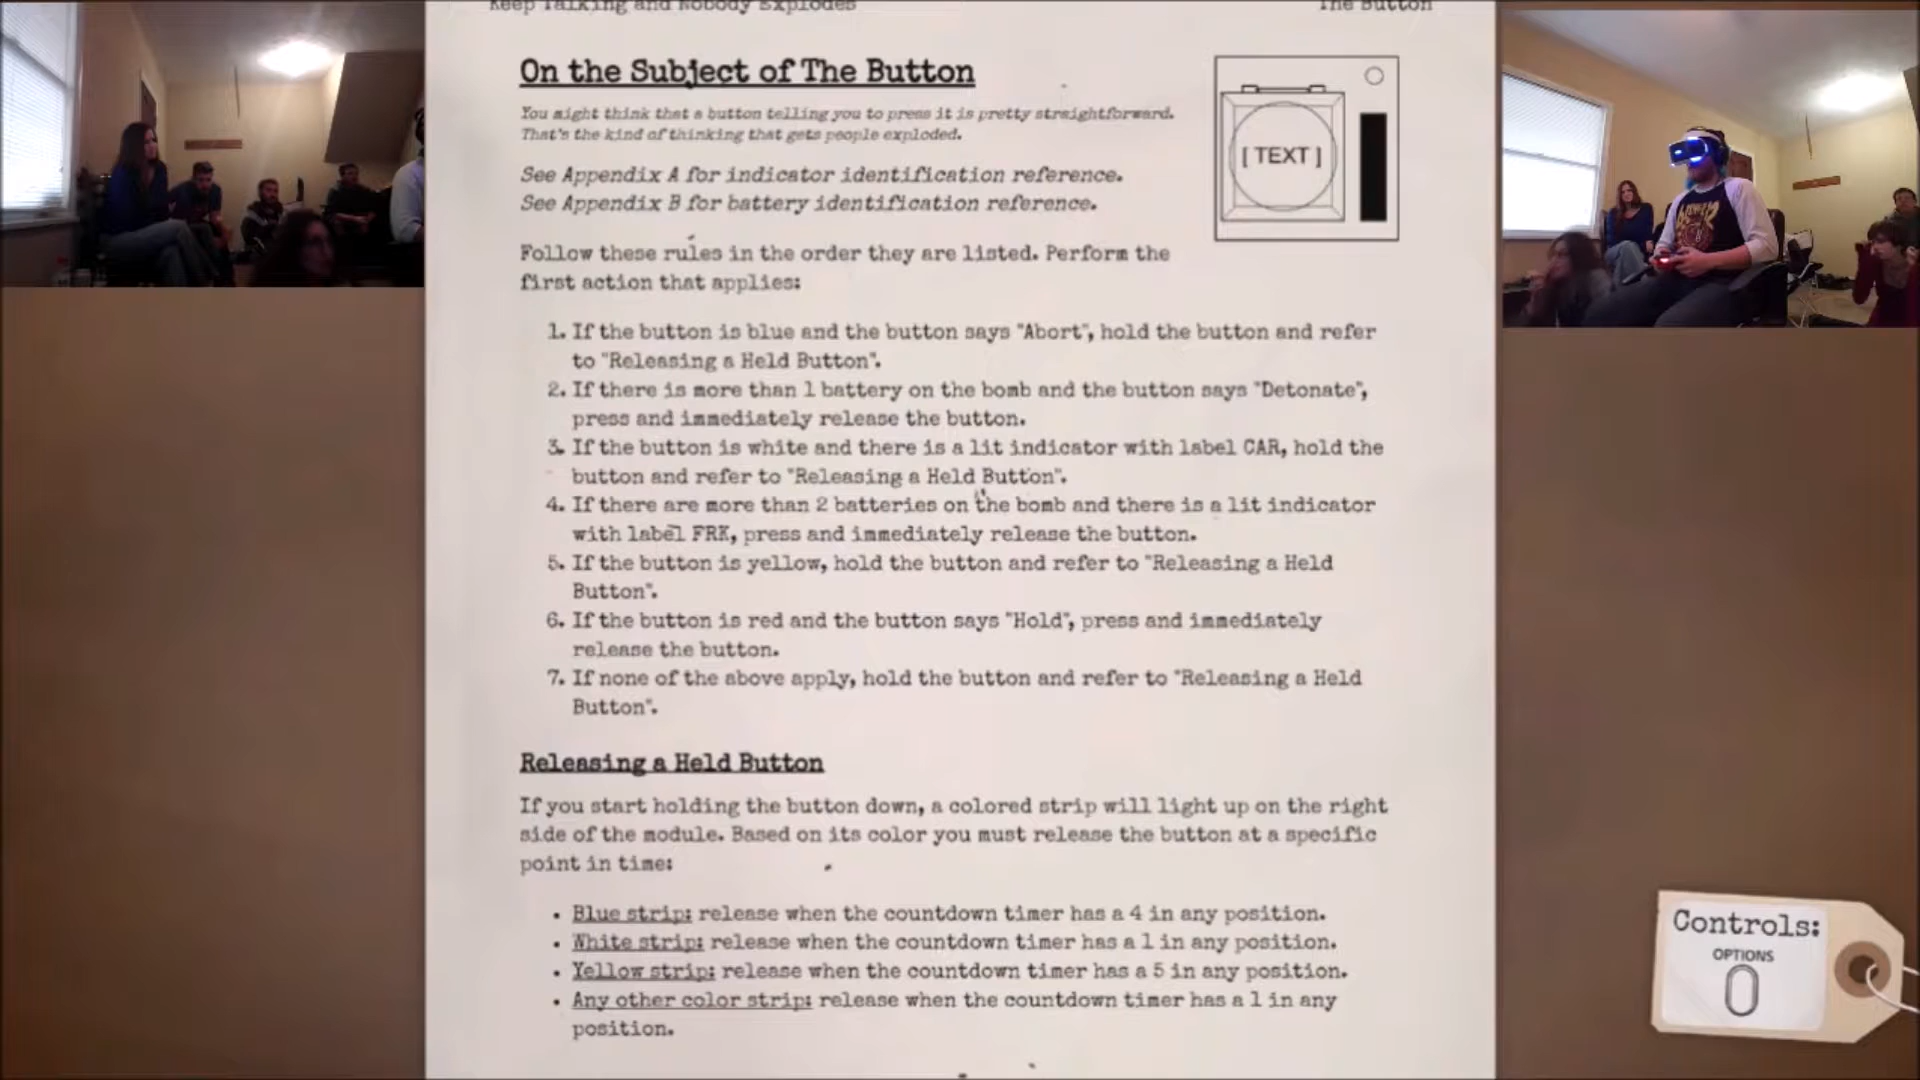 Keep Talking and Nobody Explodes
The Button
On the Subject of The Button
You might think that a button telling you to press it is pretty straightforward.
That's the kind of thinking that gets people exploded.
See Appendix A for indicator identification reference.
See Appendix B for battery identification reference.
[ TEXT ]
Follow these rules in the order they are listed. Perform the
first action that applies:
1. If the button is blue and the button says "Abort", hold the button and refer
to "Releasing a Held Button".
2. If there is more than 1 battery on the bomb and the button says "Detonate",
press and immediately release the button.
3. If the button is white and there is a lit indicator with label CAR, hold the
button and refer to "Releasing a Held Button".
4. If there are more than 2 batteries on the bomb and there is a lit indicator
with label FRK, press and immediately release the button.
5. If the button is yellow, hold the button and refer to "Releasing a Held
Button".
6. If the button is red and the button says "Hold", press and immediately
release the button.
7. If none of the above apply, hold the button and refer to "Releasing a Held
Button".
Releasing a Held Button
If you start holding the button down, a colored strip will light up on the right
side of the module. Based on its color you must release the button at a specific
point in time:
• Blue strip: release when the countdown timer has a 4 in any position.
• White strip: release when the countdown timer has a 1 in any position.
• Yellow strip: release when the countdown timer has a 5 in any position.
• Any other color strip: release when the countdown timer has a 1 in any
position.
Controls:
OPTIONS